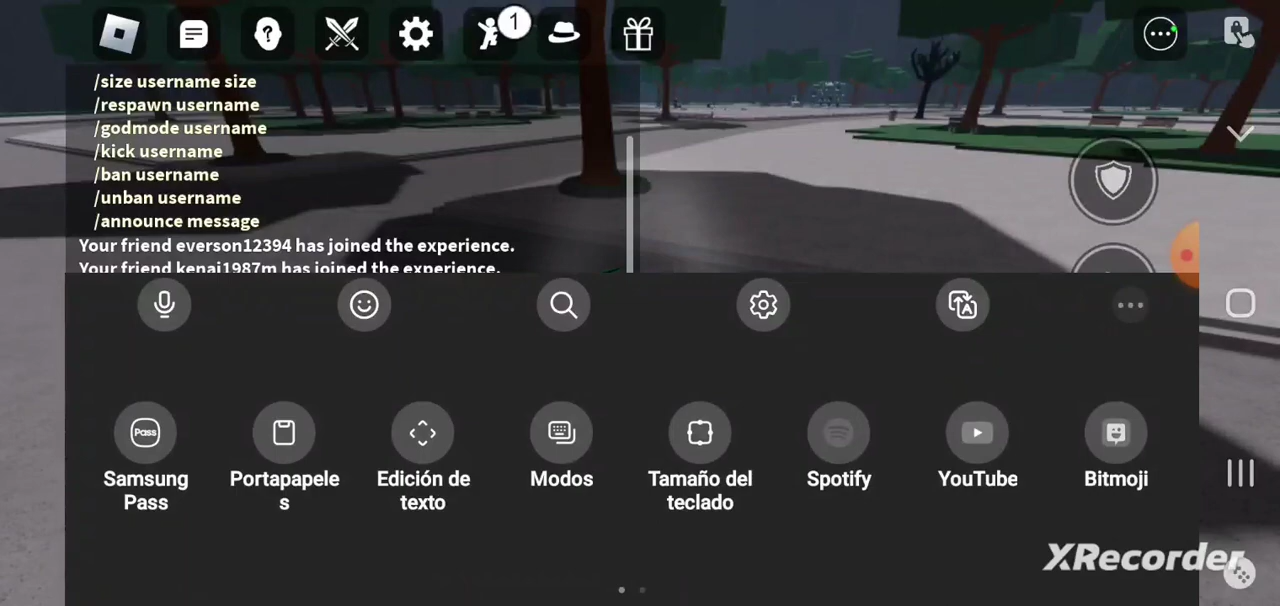 1
/size username size
/respawn username
/godmode username
/kick username
/ban username
/unban username
/announce message
Your friend everson12394 has joined the experience.
Your friend kenai1987m has joined the experience.
Pass
Samsung
Pass
Portapapele
s
Edición de
texto
Modos
Tamaño del
teclado
Spotify
YouTube
Bitmoji
XRecorder